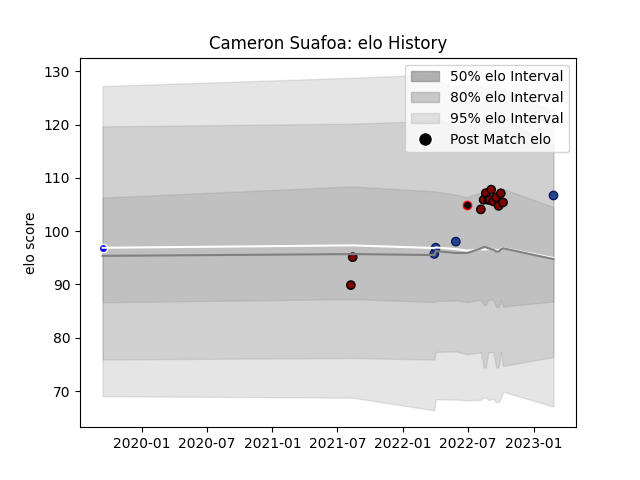 Cameron Suafoa: elo History
50% elo Interval
80% elo Interval
95% elo Interval
Post Match elo
elo score
130
120
110
100
90
80
70
2020-01 2020-07 2021-01 2021-07 2022-01 2022-07 2023-01